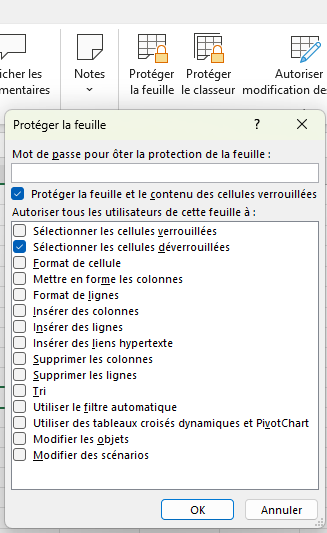 cher les Notes Protéger Protéger Autoriser
mentaires la feuille le classeur modification des
Protéger la feuille ?
Mot de passe pour ôter la protection de la feuille :
Protéger la feuille et le contenu des cellules verrouillées
Autoriser tous les utilisateurs de cette feuille à :
Sélectionner les cellules verrouillées
Sélectionner les cellules déverrouillées
Format de cellule
Mettre en forme les colonnes
Format de lignes
Insérer des colonnes
Insérer des lignes
Insérer des liens hypertexte
Supprimer les colonnes
Supprimer les lignes
Tri
Utiliser le filtre automatique
Utiliser des tableaux croisés dynamiques et PivotChart
Modifier les objets
Modifier des scénarios
OK Annuler